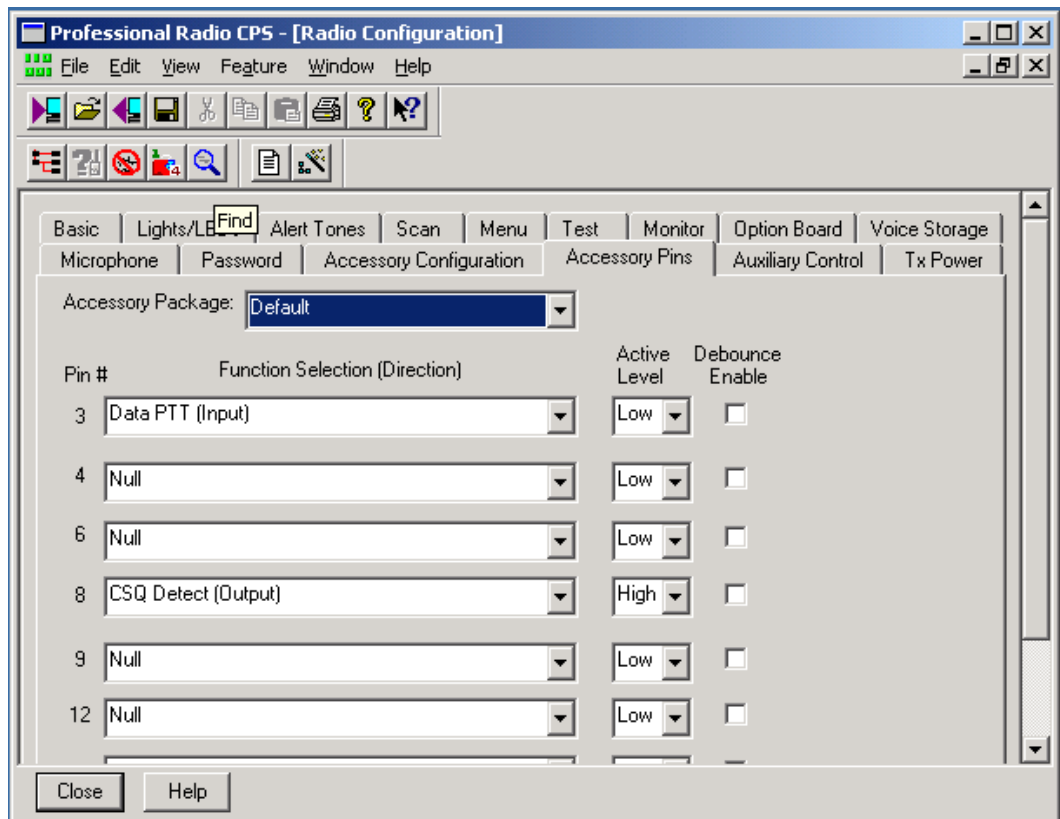 Professional Radio CPS - [Radio Configuration]
File Edit View Feature Window Help
Find
Basic Lights/LE Alert Tones Scan Menu Test Monitor Option Board Voice Storage
Microphone Password Accessory Configuration Accessory Pins Auxiliary Control Tx Power
Accessory Package: Default
Pin # Function Selection (Direction) Active Level Debounce Enable
3 Data PTT (Input) Low
4 Null Low
6 Null Low
8 CSQ Detect (Output) High
9 Null Low
12 Null Low
Close Help